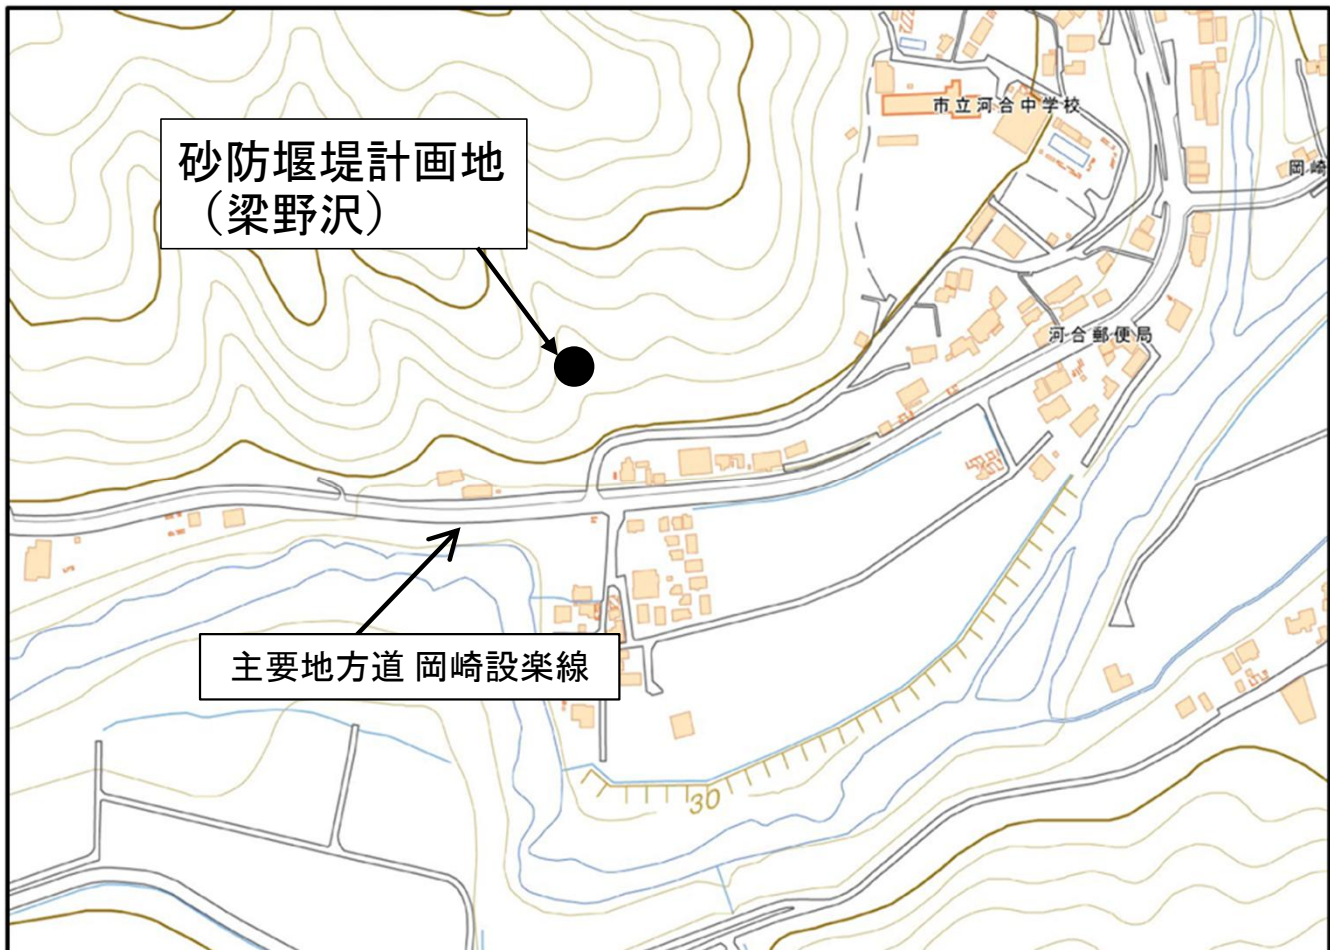 市立河合中学校
砂防堰堤計画地
（梁野沢）
岡崎
河合郵便局
主要地方道 岡崎設楽線
30